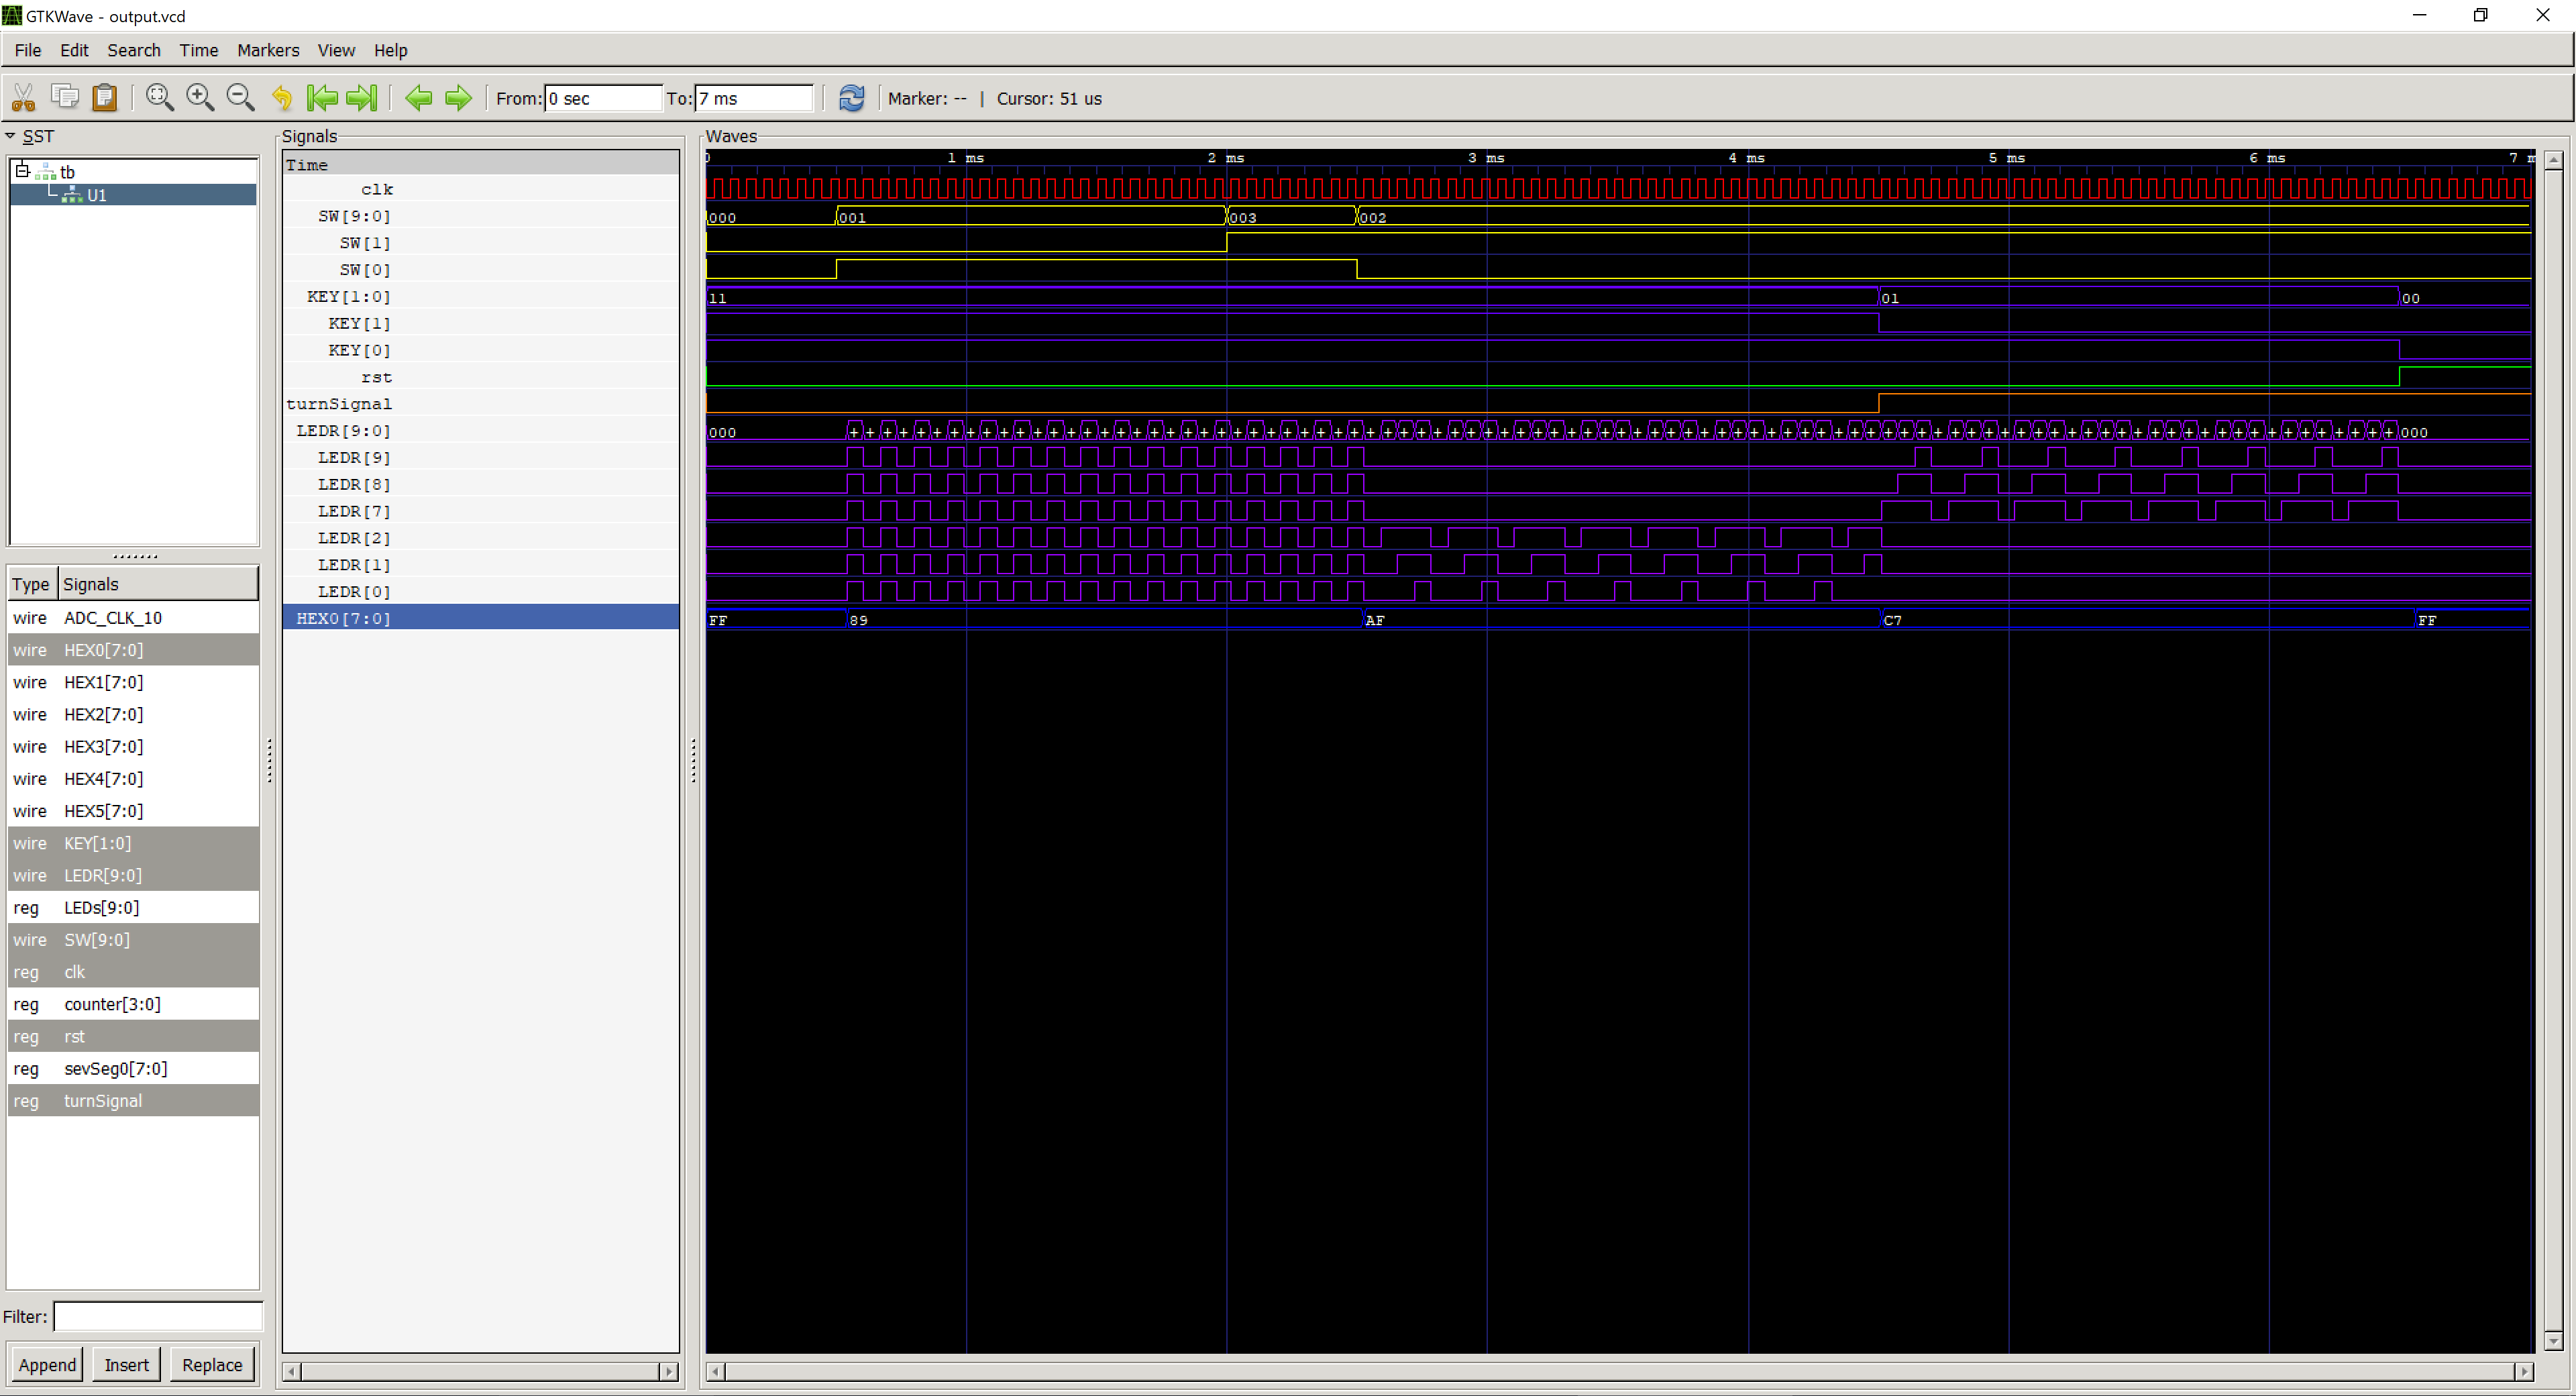 GTKWave - output.vcd
File Edit Search Time Markers View Help
From: 0 sec To: 7 ms Marker: -- | Cursor: 51 us
SST
tb
U1
Type Signals
wire ADC_CLK_10
wire HEX0[7:0]
wire HEX1[7:0]
wire HEX2[7:0]
wire HEX3[7:0]
wire HEX4[7:0]
wire HEX5[7:0]
wire KEY[1:0]
wire LEDR[9:0]
reg LEDs[9:0]
wire SW[9:0]
reg clk
reg counter[3:0]
reg rst
reg sevSeg0[7:0]
reg turnSignal
Filter:
Append Insert Replace
Signals
Time
clk
SW[9:0]
SW[1]
SW[0]
KEY[1:0]
KEY[1]
KEY[0]
rst
turnSignal
LEDR[9:0]
LEDR[9]
LEDR[8]
LEDR[7]
LEDR[2]
LEDR[1]
LEDR[0]
HEX0[7:0]
Waves
0 1 ms 2 ms 3 ms 4 ms 5 ms 6 ms 7 m
000 001 003 002
11 01 00
000 000
FF 89 AF C7 FF